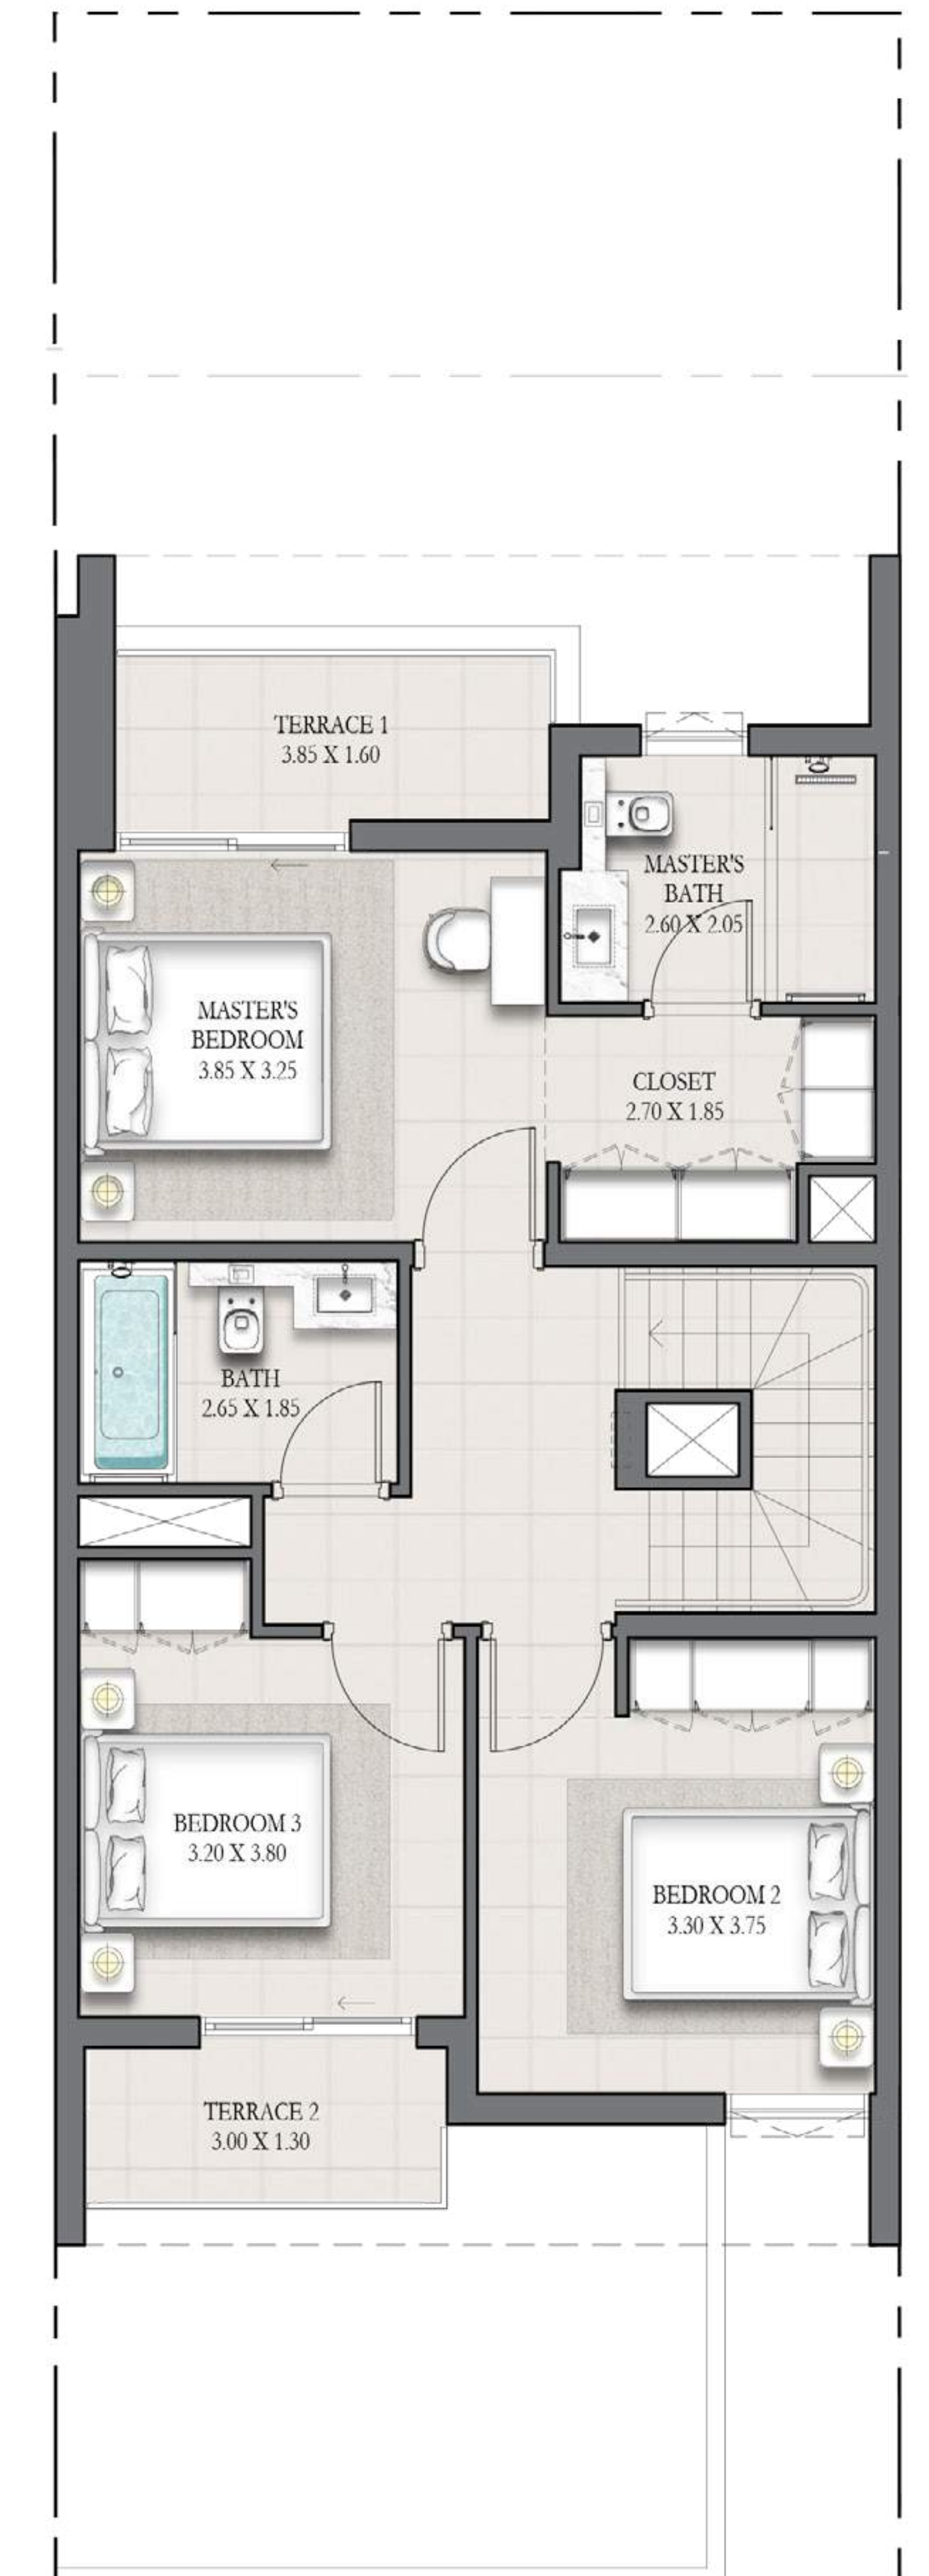 TERRACE 1
3.85 X 1.60
MASTER'S
BATH
2.60 X 2.05
MASTER'S
BEDROOM
3.85 X 3.25
CLOSET
2.70 X 1.85
BATH
2.65 X 1.85
BEDROOM 3
3.20 X 3.80
BEDROOM 2
3.30 X 3.75
TERRACE 2
3.00 X 1.30